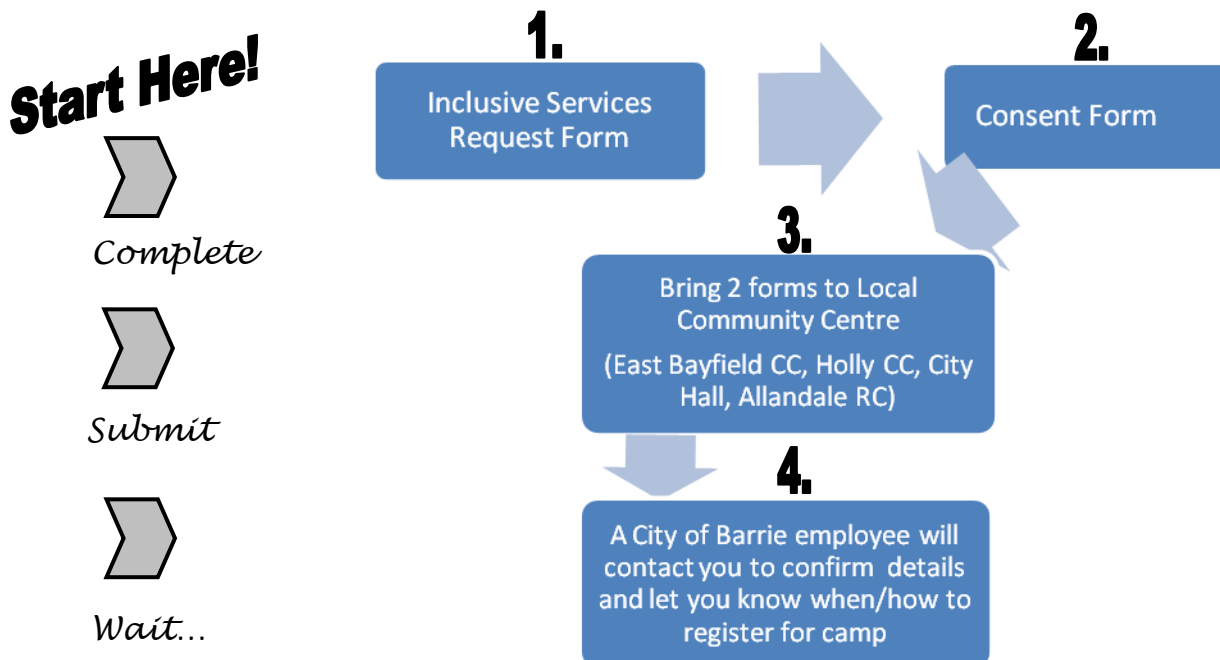 Start Here!
Complete
Submit
Wait...
1.
Inclusive Services
Request Form
2.
Consent Form
3.
Bring 2 forms to Local
Community Centre
(East Bayfield CC, Holly CC, City
Hall, Allandale RC)
4.
A City of Barrie employee will
contact you to confirm details
and let you know when/how to
register for camp